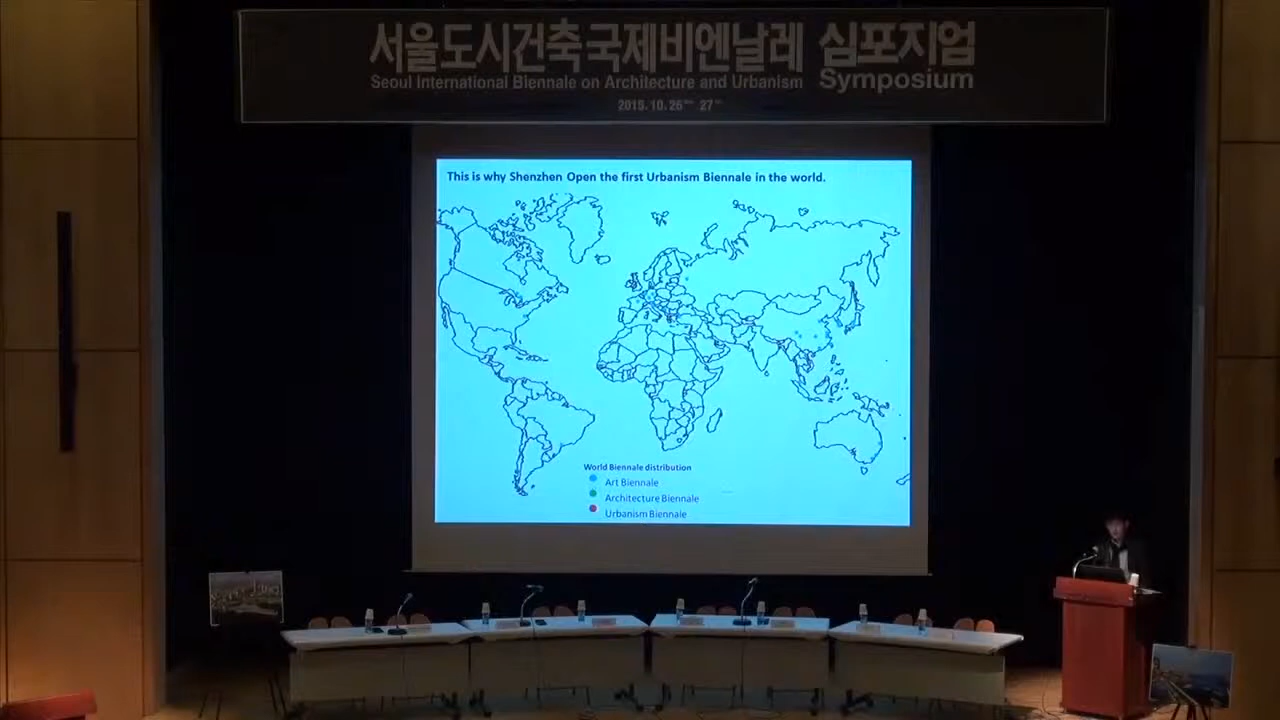 서울도시건축국제비엔날레 심포지엄
Seoul International Biennale on Architecture and Urbanism Symposium
2015. 10. 26 27
This is why Shenzhen Open the first Urbanism Biennale in the world.
World Biennale distribution
Art Biennale
Architecture Biennale
Urbanism Biennale